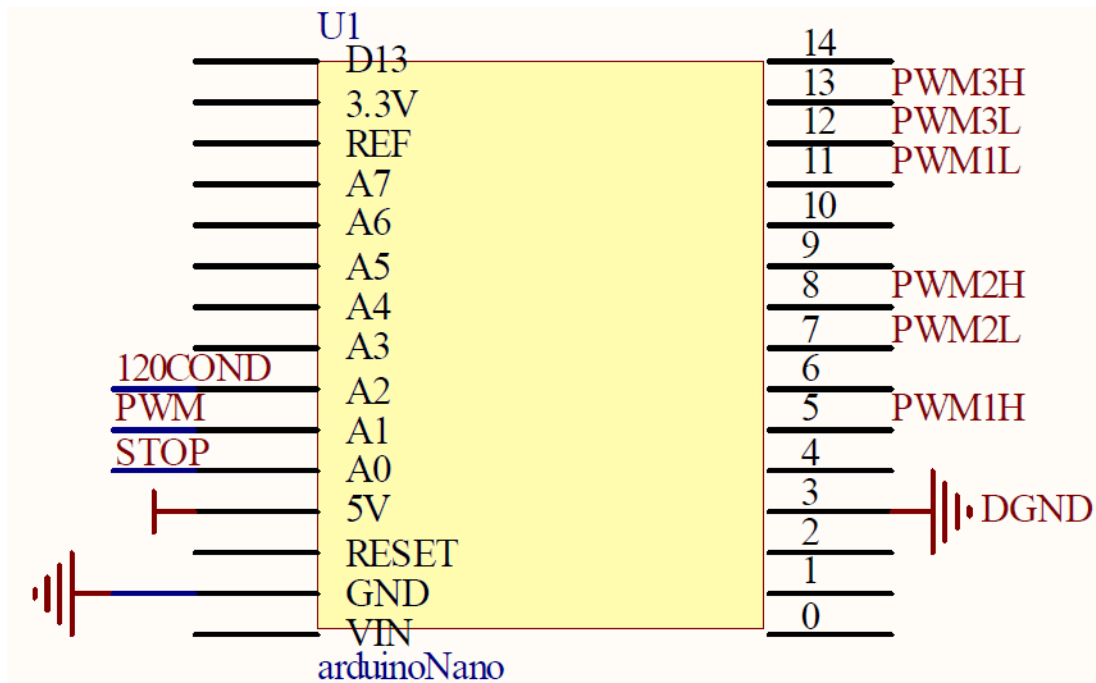 U1
D13
3.3V
REF
A7
A6
A5
A4
A3
120COND
A2
PWM
A1
STOP
A0
5V
RESET
GND
VIN
arduinoNano
14
13 PWM3H
12 PWM3L
11 PWM1L
10
9
8 PWM2H
7 PWM2L
6
5 PWM1H
4
3 DGND
2
1
0